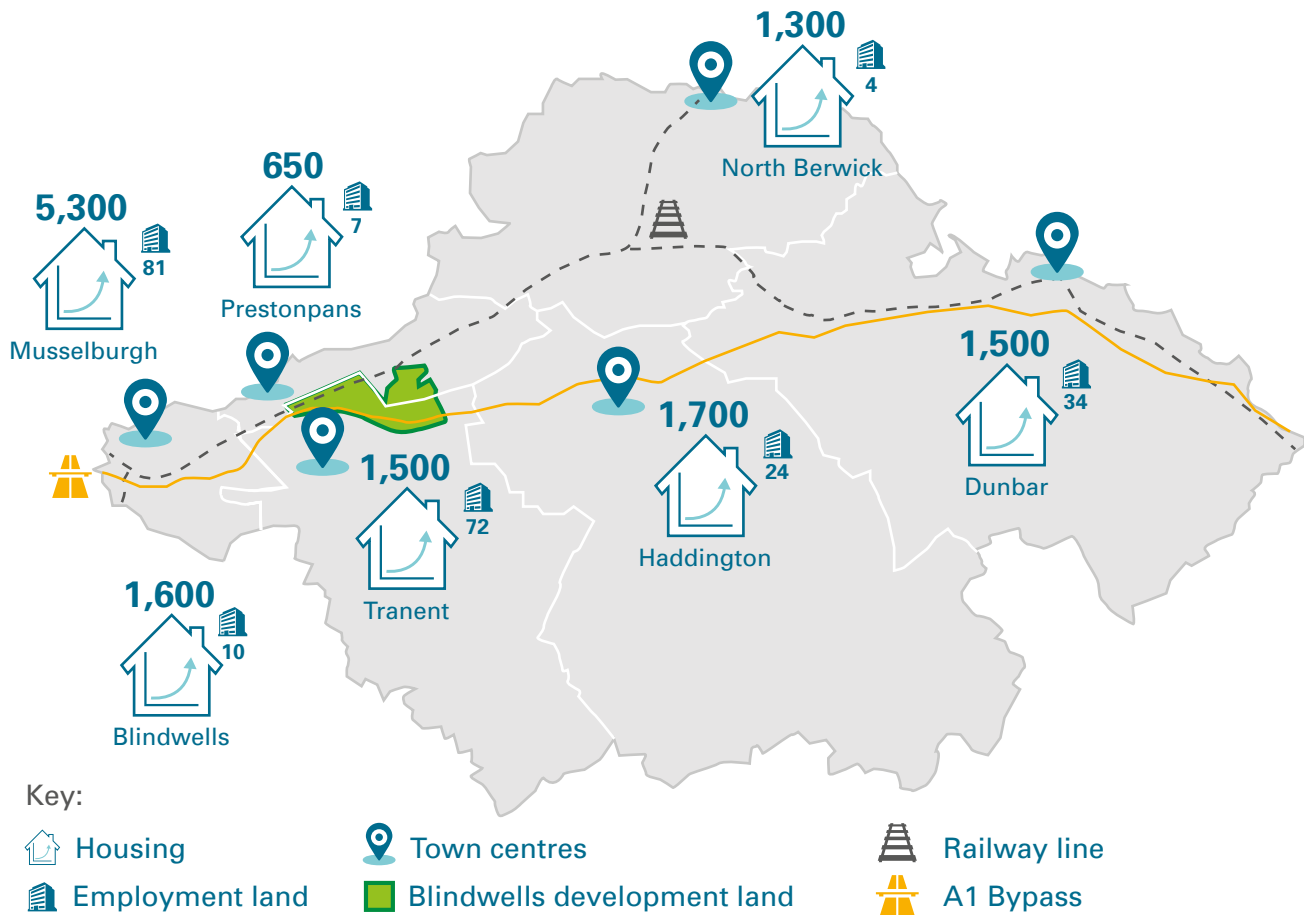 1,300
4
North Berwick
650
7
Prestonpans
5,300
81
Musselburgh
1,500
34
Dunbar
1,700
24
Haddington
1,500
72
Tranent
1,600
10
Blindwells
Key:
Housing
Town centres
Railway line
Employment land
Blindwells development land
A1 Bypass